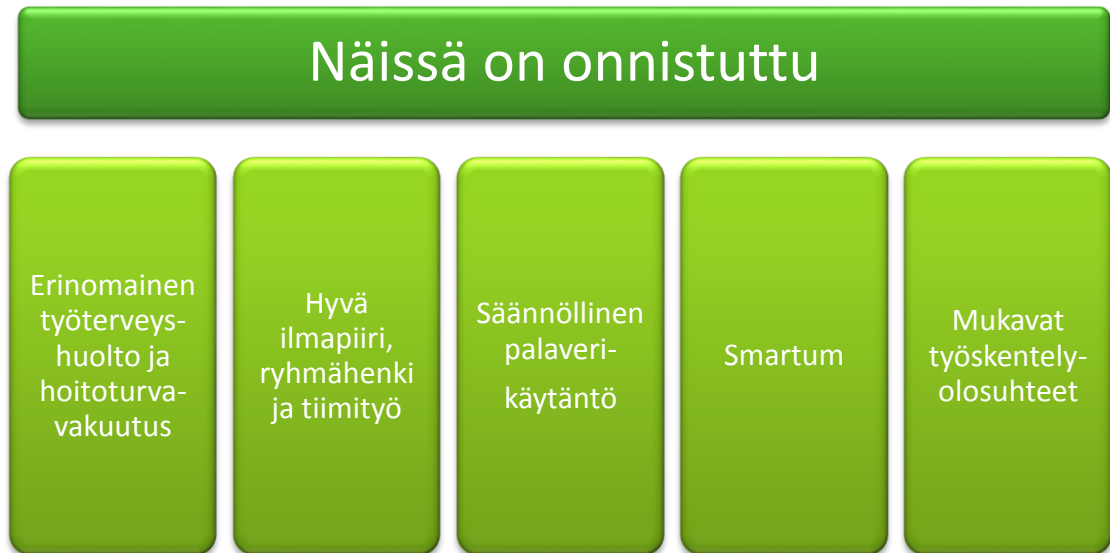 Näissä on onnistuttu
Erinomainen
työterveys-
huolto ja
hoitoturva-
vakuutus
Hyvä
ilmapiiri,
ryhmähenki
ja tiimityö
Säännöllinen
palaveri-
käytäntö
Smartum
Mukavat
työskentely-
olosuhteet